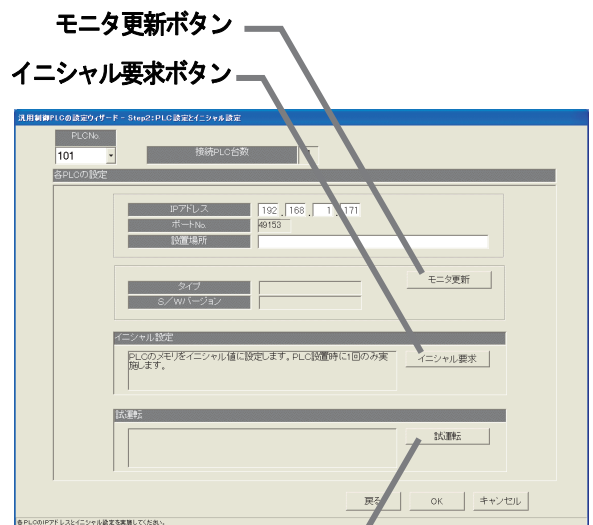 モニタ更新ボタン
イニシャル要求ボタン
汎用制御PLCの設定ウィザード - Step2:PLC設定とイニシャル設定
PLCNo.
101
接続PLC台数
各PLCの設定
IPアドレス 192 . 168 . 1 . 171
ポートNo. 49153
設置場所
モニタ更新
タイプ
S/Wバージョン
イニシャル設定
PLCのメモリをイニシャル値に設定します。PLC設置時に1回のみ実
施します。
イニシャル要求
試運転
試運転
戻る OK キャンセル
各PLCのIPアドレスとイニシャル設定を実施してください。